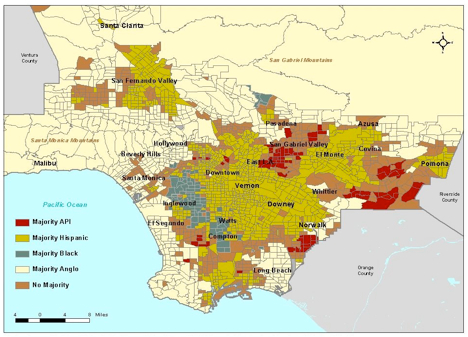 Santa Clarita
Ventura
County
San Gabriel Mountains
San Fernando Valley
Pasadena
Azusa
Santa Monica Mountains
Hollywood
San Gabriel Valley
Covina
Beverly Hills
East L.A.
El Monte
Malibu
Downtown
Pomona
Santa Monica
Vernon
Whittier
Riverside
County
Pacific Ocean
Inglewood
Downey
Majority API
El Segundo
Watts
Norwalk
Majority Hispanic
Compton
Majority Black
Majority Anglo
Long Beach
Orange
County
No Majority
4 0 4 8 Miles